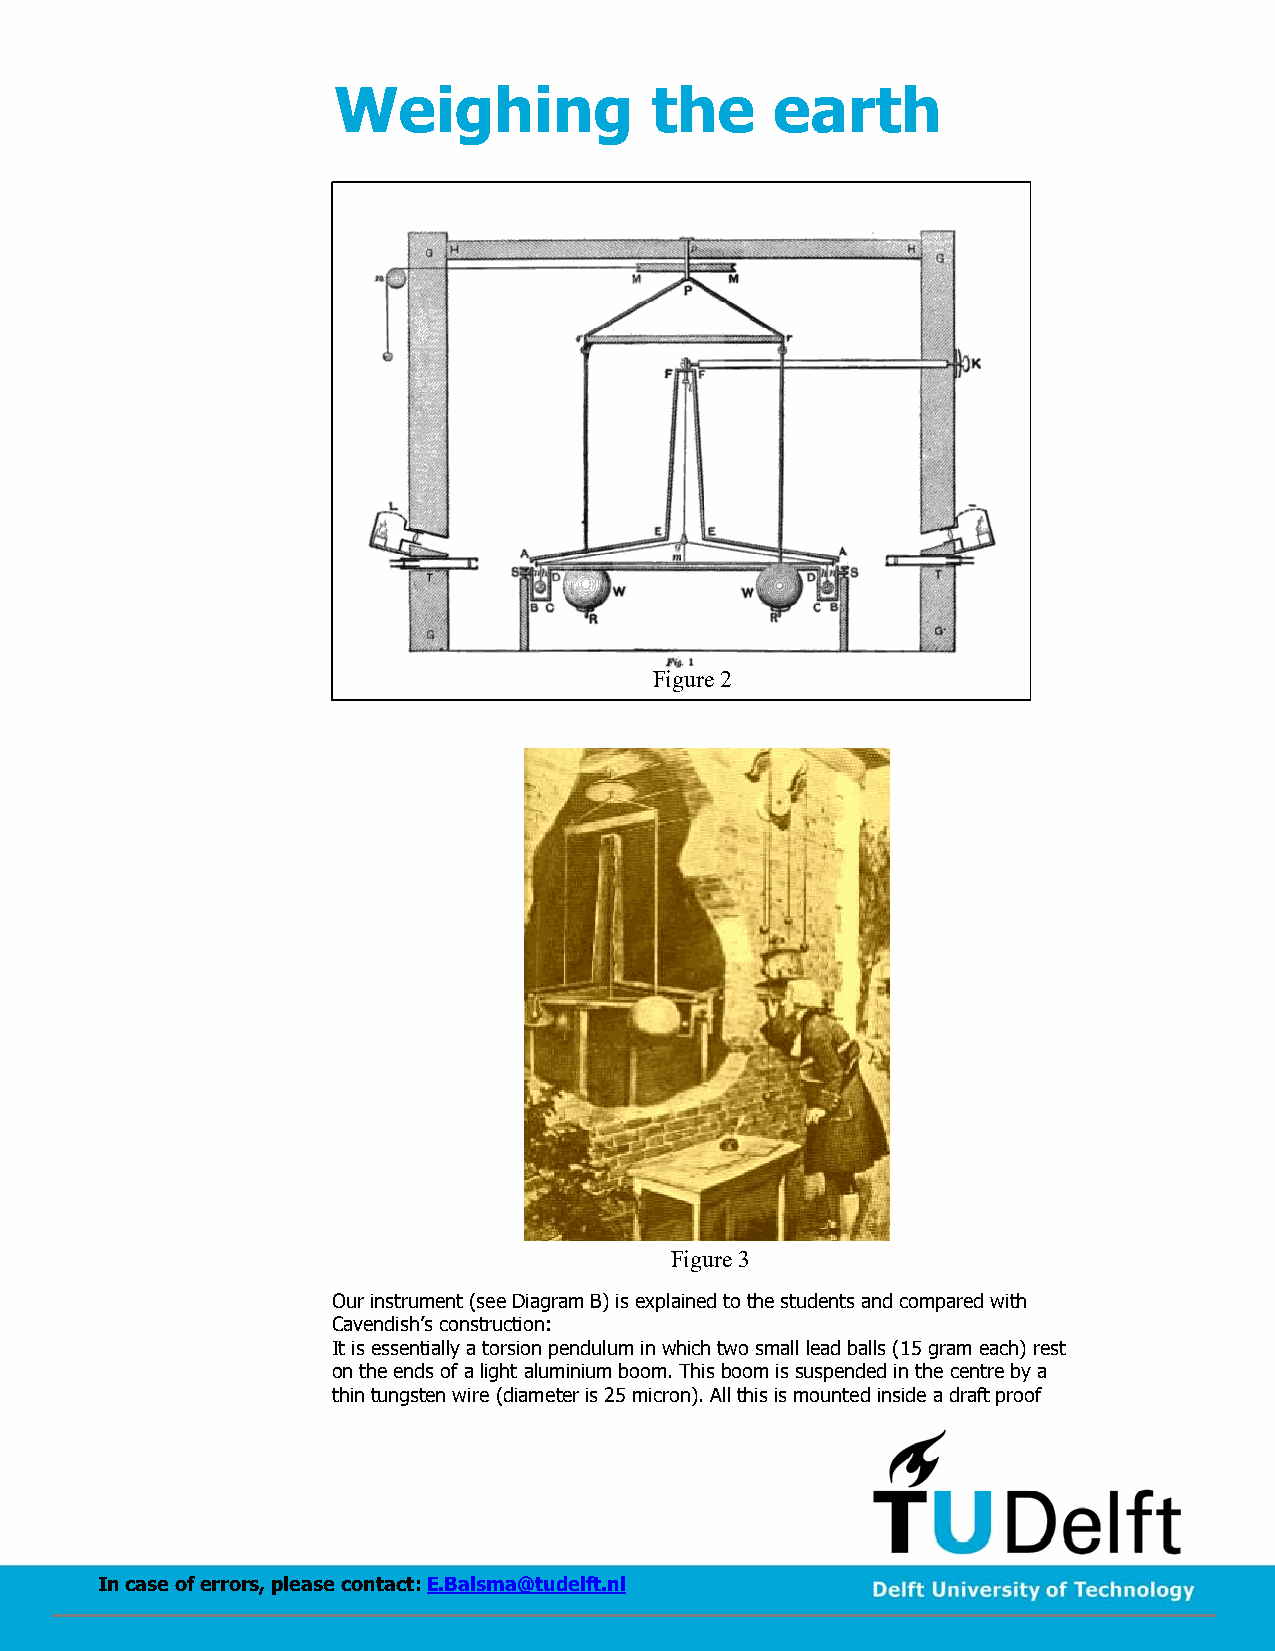 Weighing the earth
G H p H G
m M M
P
r r
F F K
l
E E
L
A g A
m
S n D D n S
T T
W W
B C C B
R R
G G
Fig. 1
Figure 2
Figure 3
Our instrument (see Diagram B) is explained to the students and compared with
Cavendish’s construction:
It is essentially a torsion pendulum in which two small lead balls (15 gram each) rest
on the ends of a light aluminium boom. This boom is suspended in the centre by a
thin tungsten wire (diameter is 25 micron). All this is mounted inside a draft proof
TUDelft
In case of errors, please contact: E.Balsma@tudelft.nl
Delft University of Technology